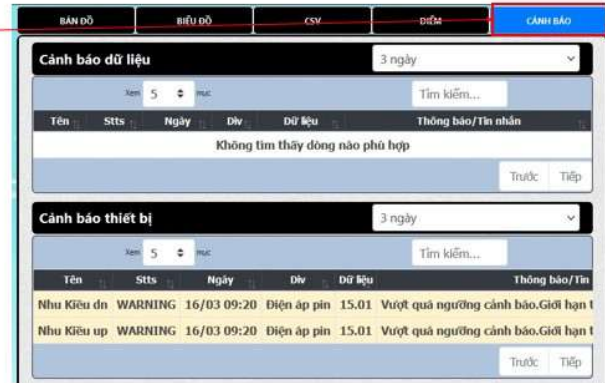 BẢN ĐỒ BIỂU ĐỒ CSV ĐIỂM CẢNH BÁO
Cảnh báo dữ liệu 3 ngày
Xem 5 mục Tìm kiếm...
Tên Stts Ngày Div Dữ liệu Thông báo/Tin nhắn
Không tìm thấy dòng nào phù hợp
Trước Tiếp
Cảnh báo thiết bị 3 ngày
Xem 5 mục Tìm kiếm...
Tên Stts Ngày Div Dữ liệu Thông báo/Tin
Nhu Kiều dn WARNING 16/03 09:20 Điện áp pin 15.01 Vượt quá ngưỡng cảnh báo.Giới hạn t
Nhu Kiều up WARNING 16/03 09:20 Điện áp pin 15.01 Vượt quá ngưỡng cảnh báo.Giới hạn t
Trước Tiếp